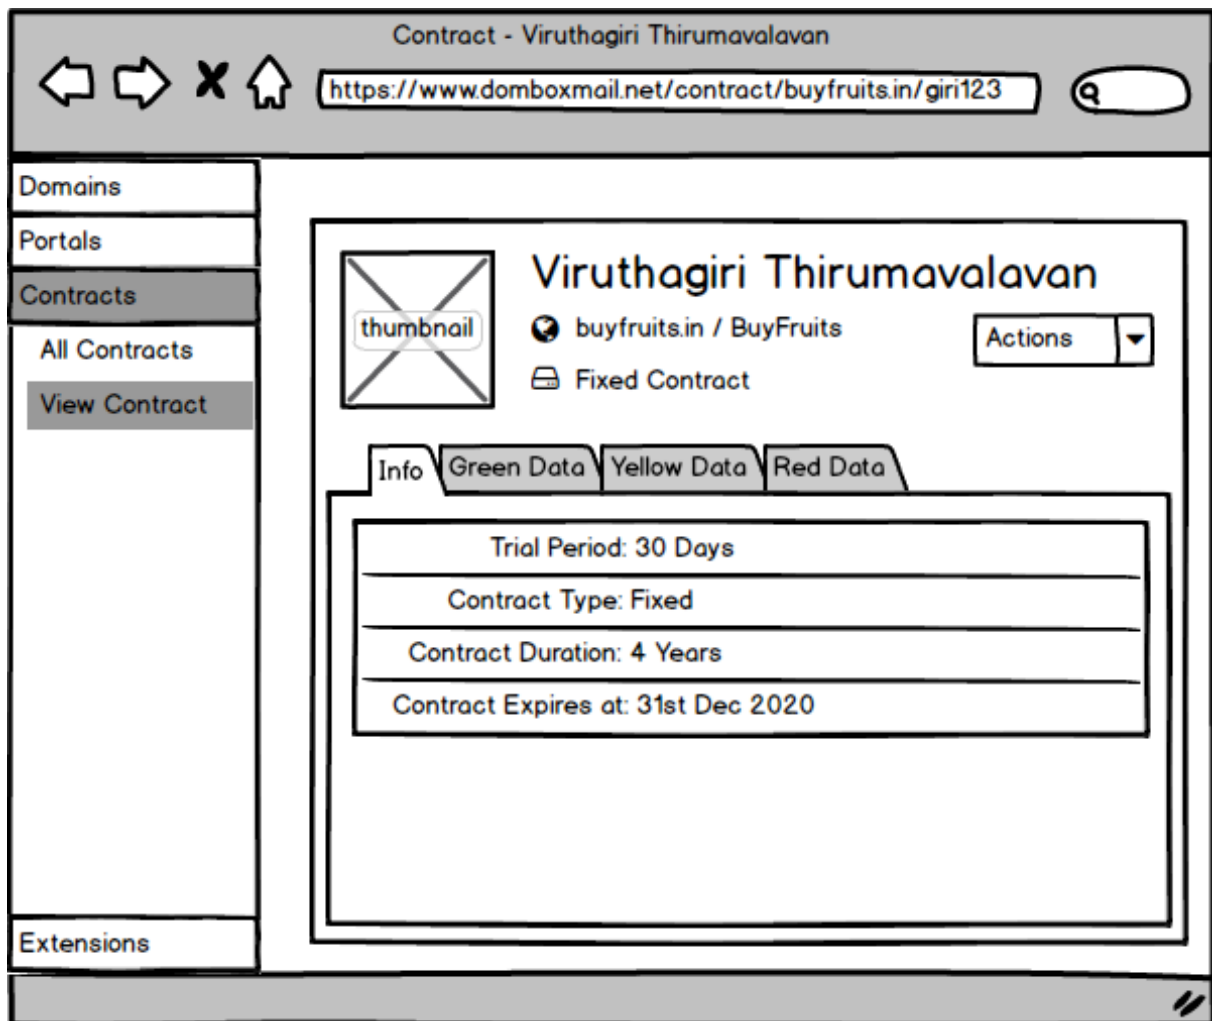 Contract - Viruthagiri Thirumavalavan
https://www.domboxmail.net/contract/buyfruits.in/giri123
Domains
Portals
Contracts
All Contracts
View Contract
Extensions
thumbnail
Viruthagiri Thirumavalavan
buyfruits.in / BuyFruits
Fixed Contract
Actions
Info Green Data Yellow Data Red Data
Trial Period: 30 Days
Contract Type: Fixed
Contract Duration: 4 Years
Contract Expires at: 31st Dec 2020